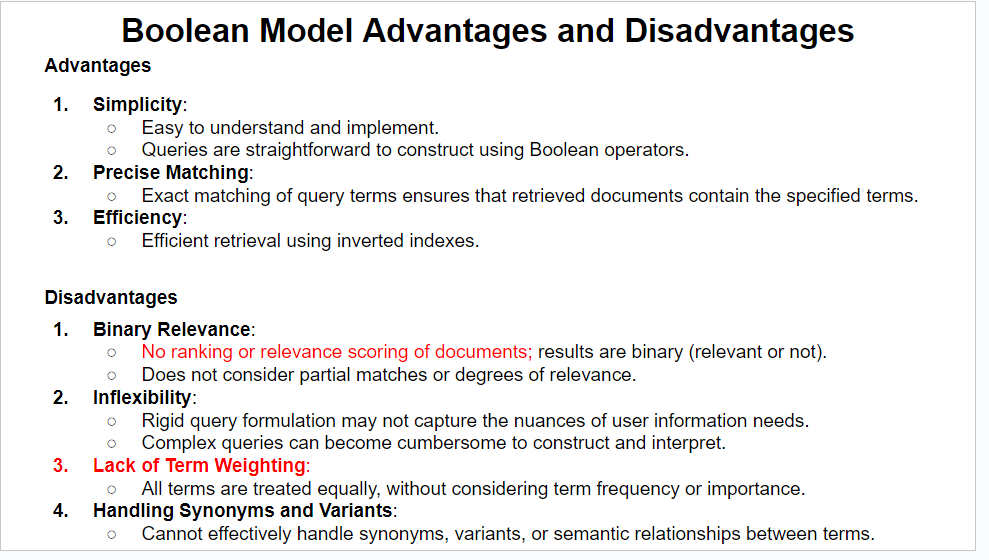 Boolean Model Advantages and Disadvantages
Advantages
1. Simplicity:
○ Easy to understand and implement.
○ Queries are straightforward to construct using Boolean operators.
2. Precise Matching:
○ Exact matching of query terms ensures that retrieved documents contain the specified terms.
3. Efficiency:
○ Efficient retrieval using inverted indexes.
Disadvantages
1. Binary Relevance:
○ No ranking or relevance scoring of documents; results are binary (relevant or not).
○ Does not consider partial matches or degrees of relevance.
2. Inflexibility:
○ Rigid query formulation may not capture the nuances of user information needs.
○ Complex queries can become cumbersome to construct and interpret.
3. Lack of Term Weighting:
○ All terms are treated equally, without considering term frequency or importance.
4. Handling Synonyms and Variants:
○ Cannot effectively handle synonyms, variants, or semantic relationships between terms.